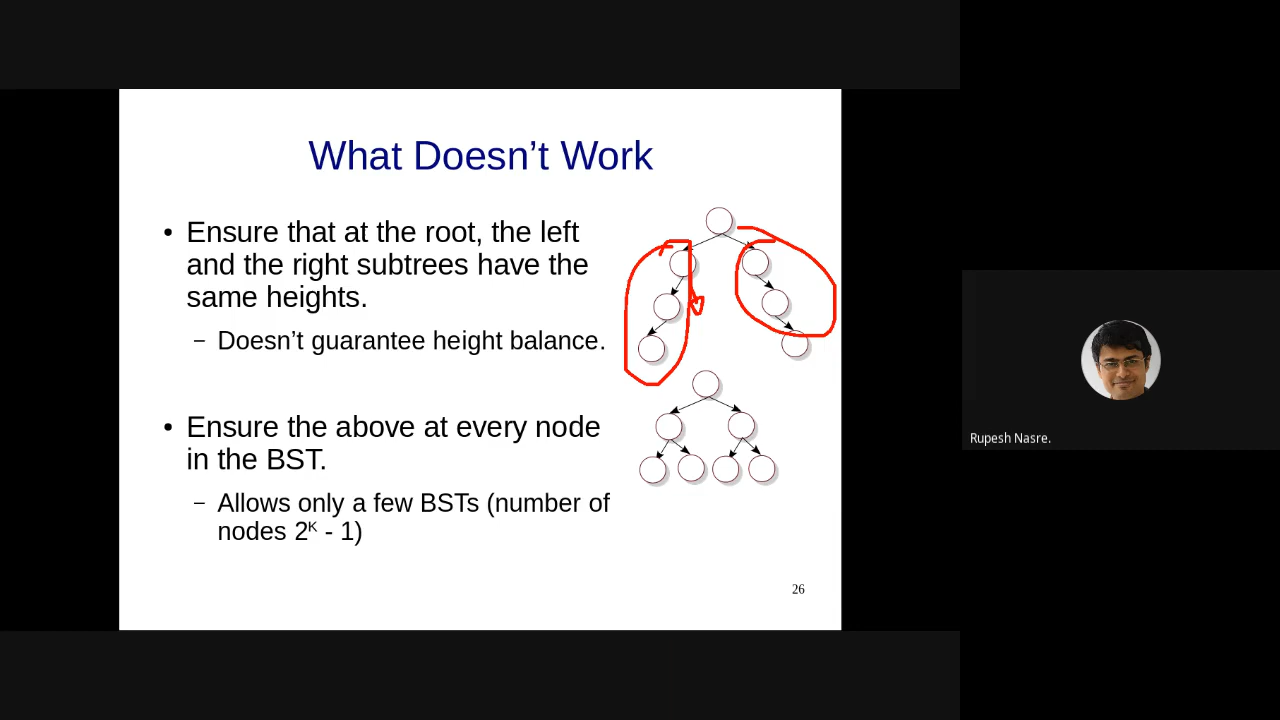 What Doesn’t Work
• Ensure that at the root, the left
and the right subtrees have the
same heights.
– Doesn’t guarantee height balance.
• Ensure the above at every node
in the BST.
– Allows only a few BSTs (number of
nodes 2ᴷ - 1)
26
Rupesh Nasre.